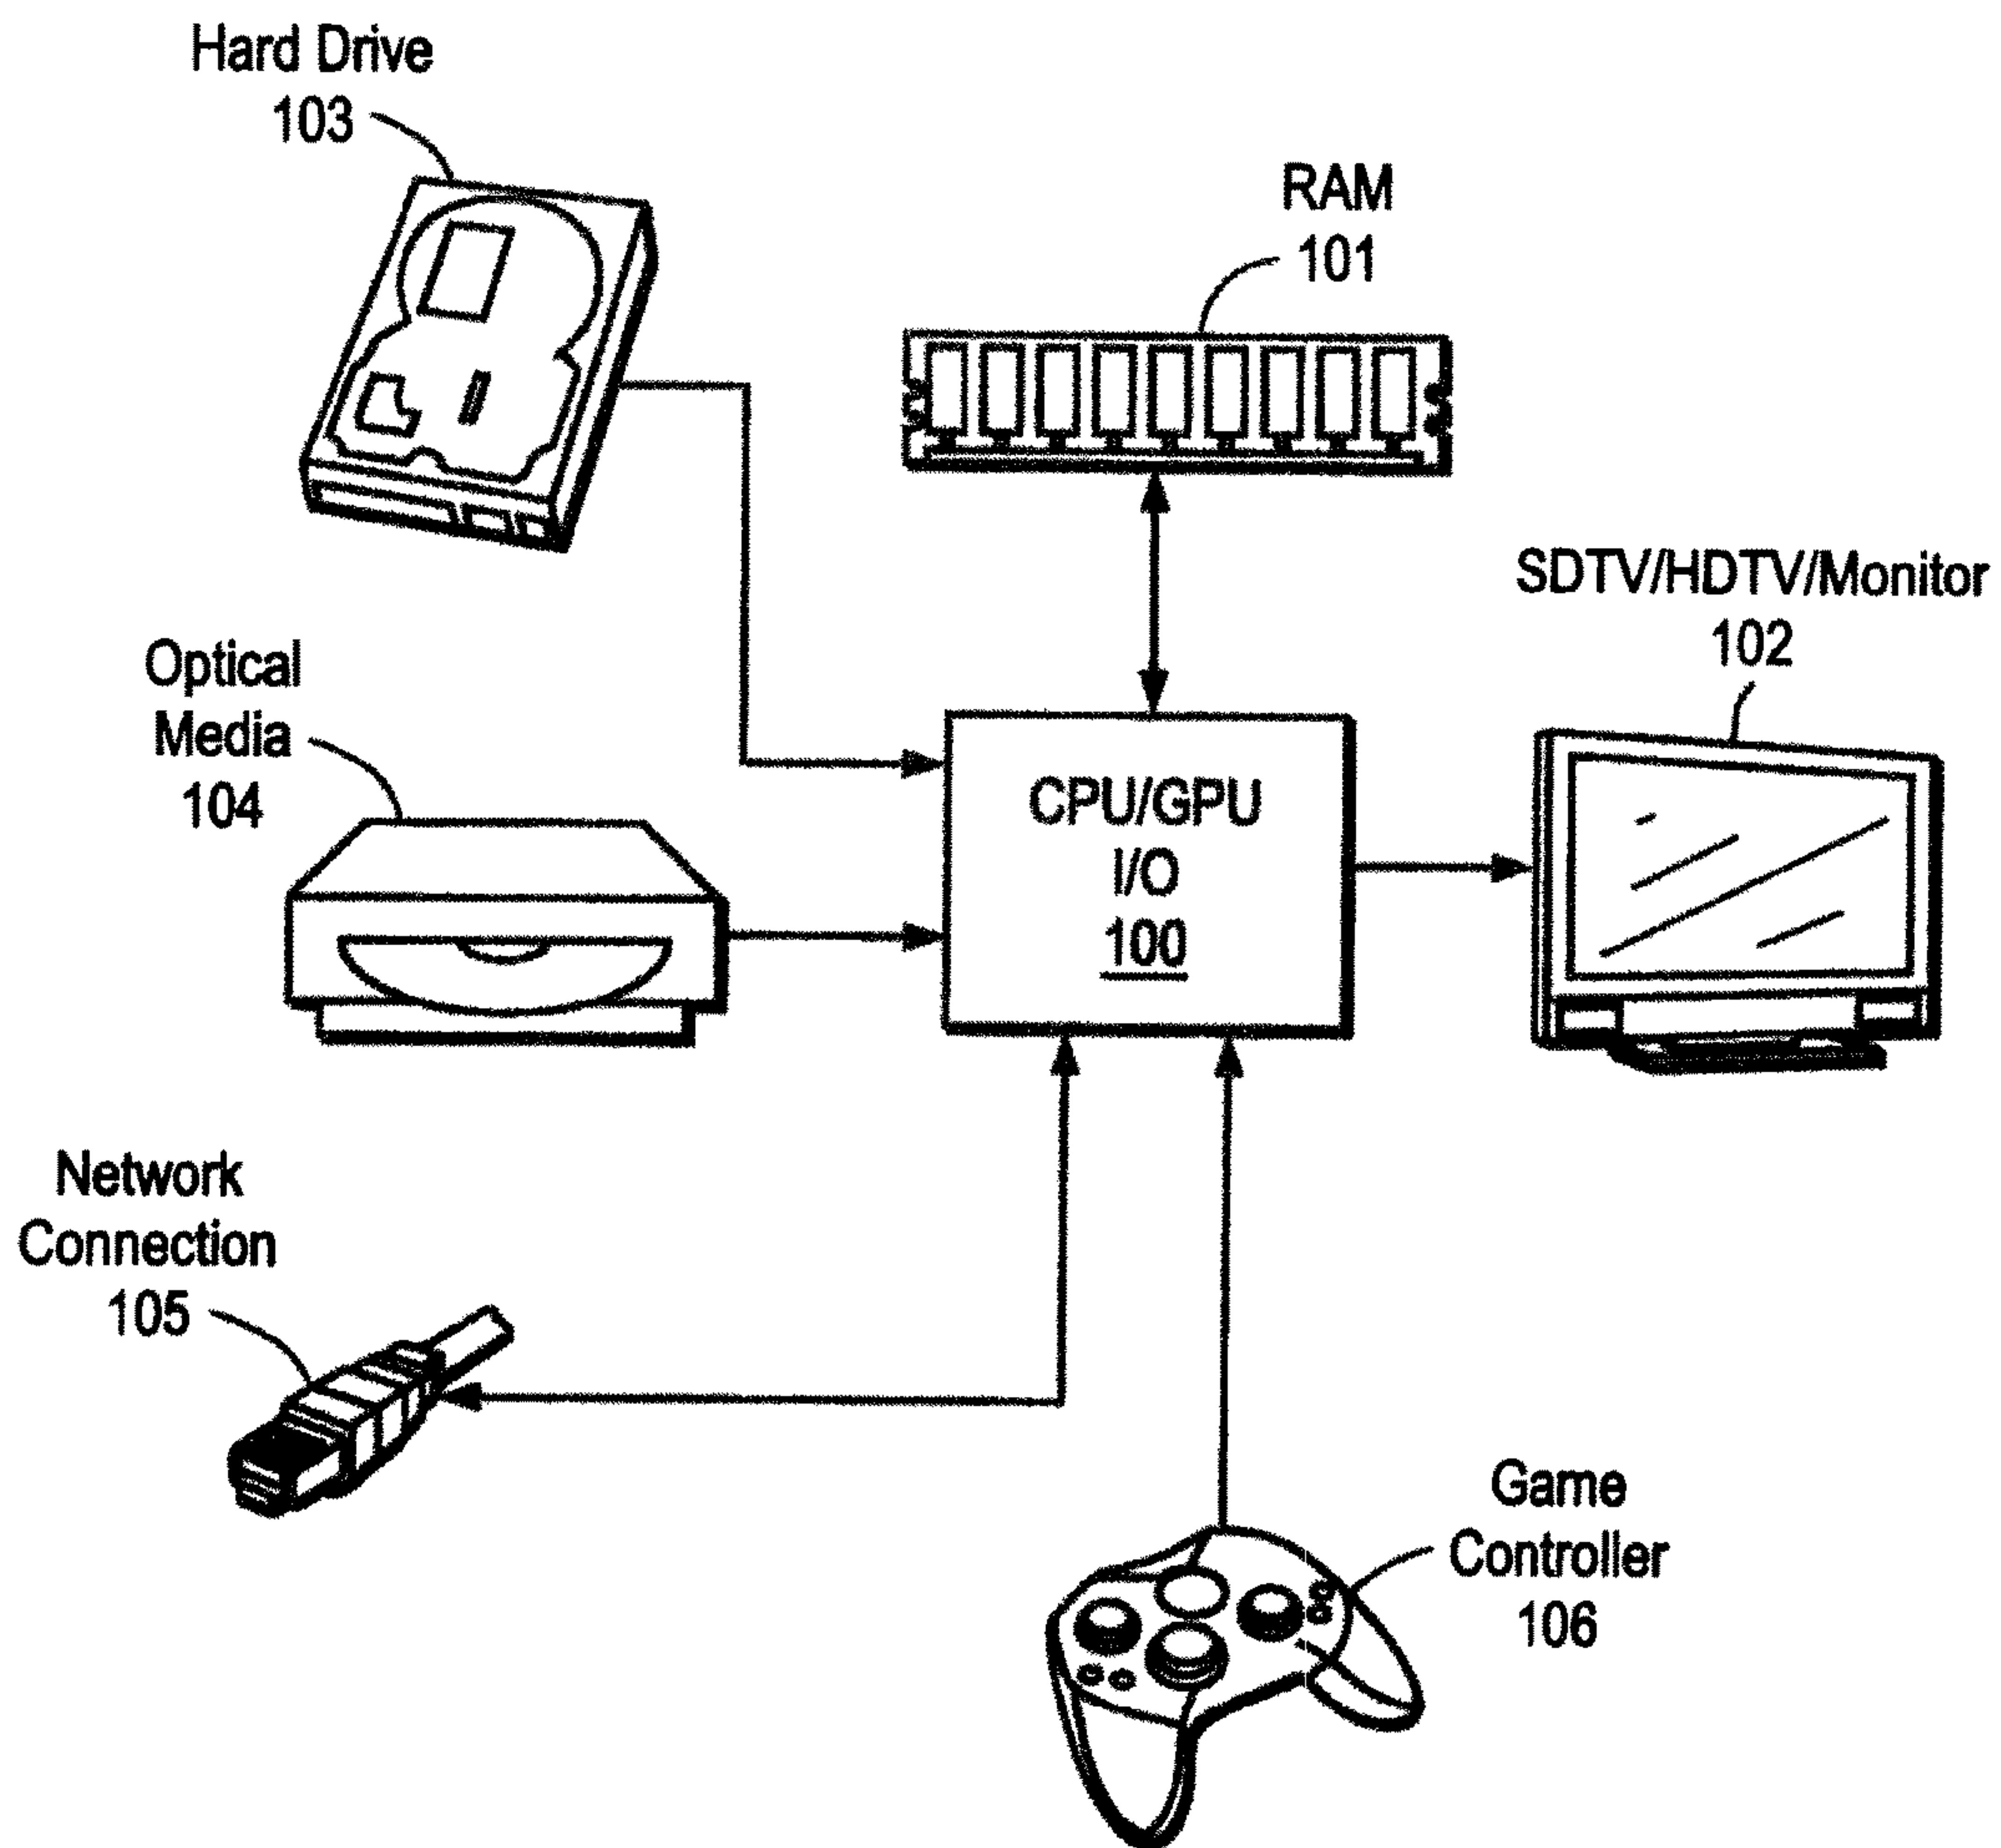 Hard Drive
103
RAM
101
SDTV/HDTV/Monitor
102
Optical
Media
104
CPU/GPU
I/O
100
Network
Connection
105
Game
Controller
106